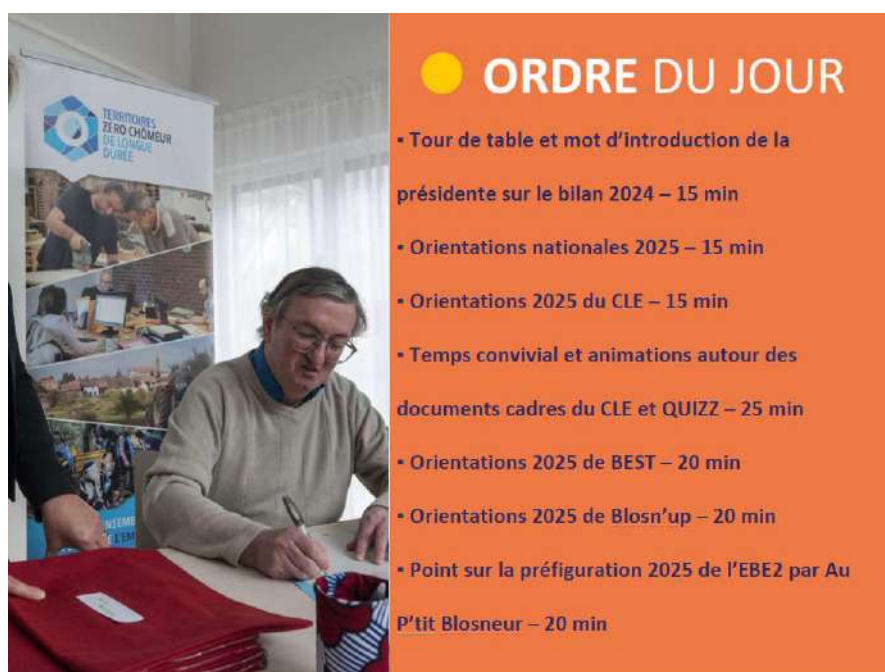 TERRITOIRES
ZÉRO CHÔMEUR
DE LONGUE
DURÉE
ORDRE DU JOUR
▪ Tour de table et mot d’introduction de la
présidente sur le bilan 2024 – 15 min
▪ Orientations nationales 2025 – 15 min
▪ Orientations 2025 du CLE – 15 min
▪ Temps convivial et animations autour des
documents cadres du CLE et QUIZZ – 25 min
▪ Orientations 2025 de BEST – 20 min
▪ Orientations 2025 de Blosn’up – 20 min
▪ Point sur la préfiguration 2025 de l’EBE2 par Au
P’tit Blosneur – 20 min